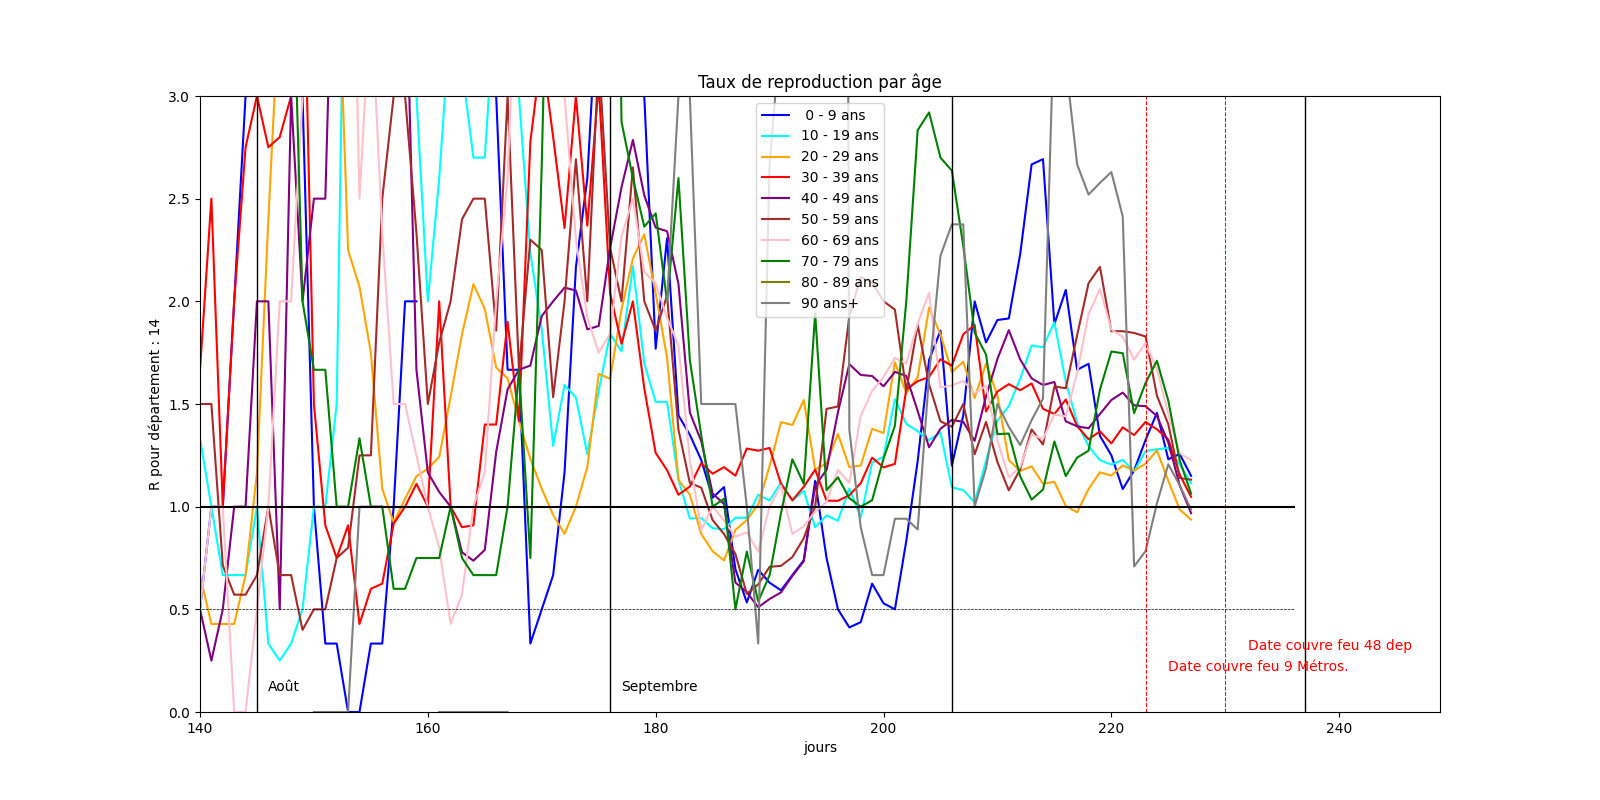 Taux de reproduction par âge
3.0
2.5
2.0
1.5
1.0
0.5
0.0
R pour département : 14
0 - 9 ans
10 - 19 ans
20 - 29 ans
30 - 39 ans
40 - 49 ans
50 - 59 ans
60 - 69 ans
70 - 79 ans
80 - 89 ans
90 ans+
Date couvre feu 48 dep
Date couvre feu 9 Métros.
Août
Septembre
140
160
180
200
220
240
jours